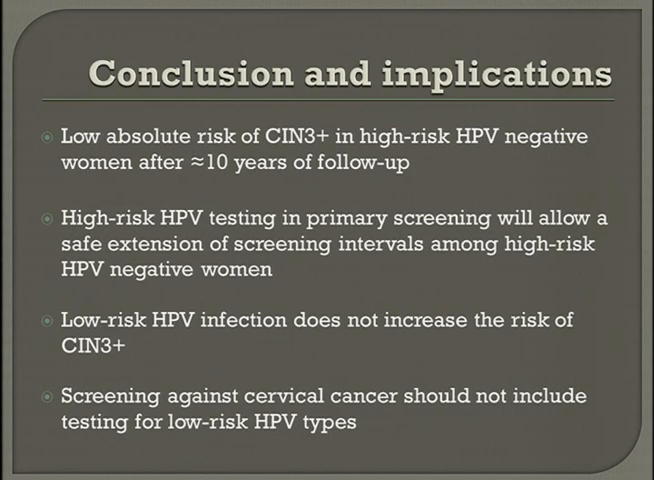 Conclusion and implications
Low absolute risk of CIN3+ in high-risk HPV negative
women after ≈10 years of follow-up
High-risk HPV testing in primary screening will allow a
safe extension of screening intervals among high-risk
HPV negative women
Low-risk HPV infection does not increase the risk of
CIN3+
Screening against cervical cancer should not include
testing for low-risk HPV types